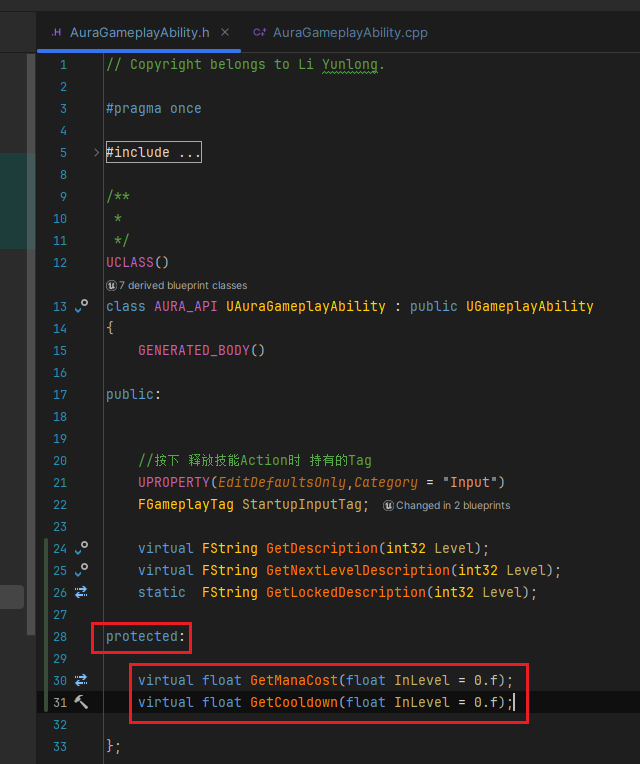 AuraGameplayAbility.h
AuraGameplayAbility.cpp
1 // Copyright belongs to Li Yunlong.
2
3 #pragma once
4
5 #include ...
8
9 /**
10 *
11 */
12 UCLASS()
7 derived blueprint classes
13 class AURA_API UAuraGameplayAbility : public UGameplayAbility
14 {
15 GENERATED_BODY()
16
17 public:
18
19
20 //按下 释放技能Action时 持有的Tag
21 UPROPERTY(EditDefaultsOnly,Category = "Input")
22 FGameplayTag StartupInputTag; Changed in 2 blueprints
23
24 virtual FString GetDescription(int32 Level);
25 virtual FString GetNextLevelDescription(int32 Level);
26 static FString GetLockedDescription(int32 Level);
27
28 protected:
29
30 virtual float GetManaCost(float InLevel = 0.f);
31 virtual float GetCooldown(float InLevel = 0.f);
32
33 };